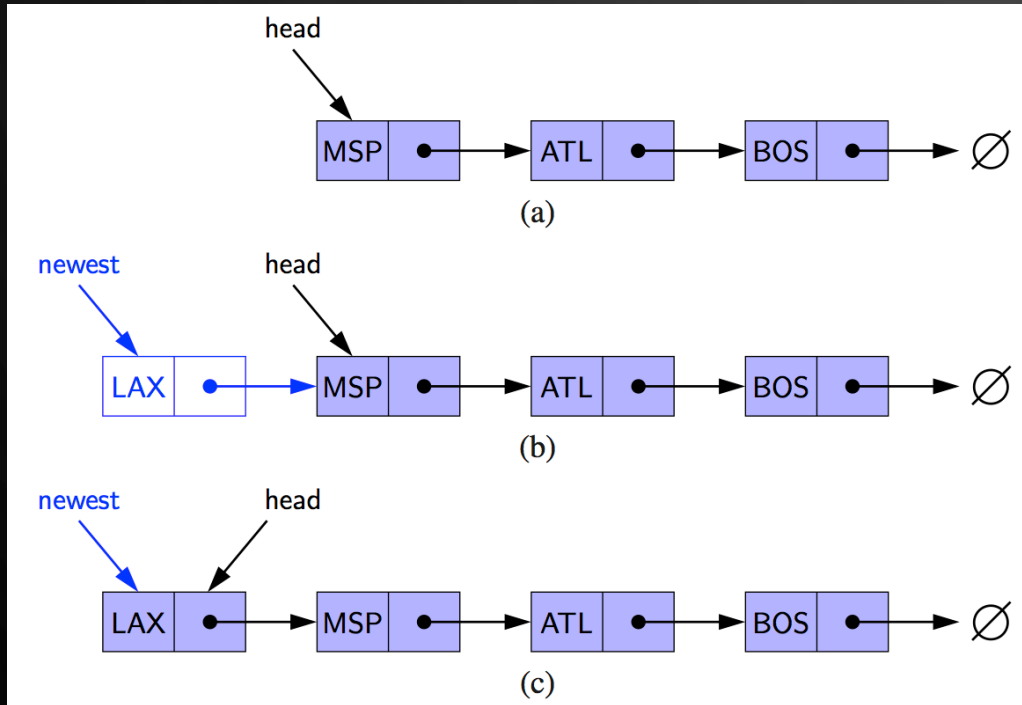 head
MSP ATL BOS ∅
(a)
newest head
LAX MSP ATL BOS ∅
(b)
newest head
LAX MSP ATL BOS ∅
(c)